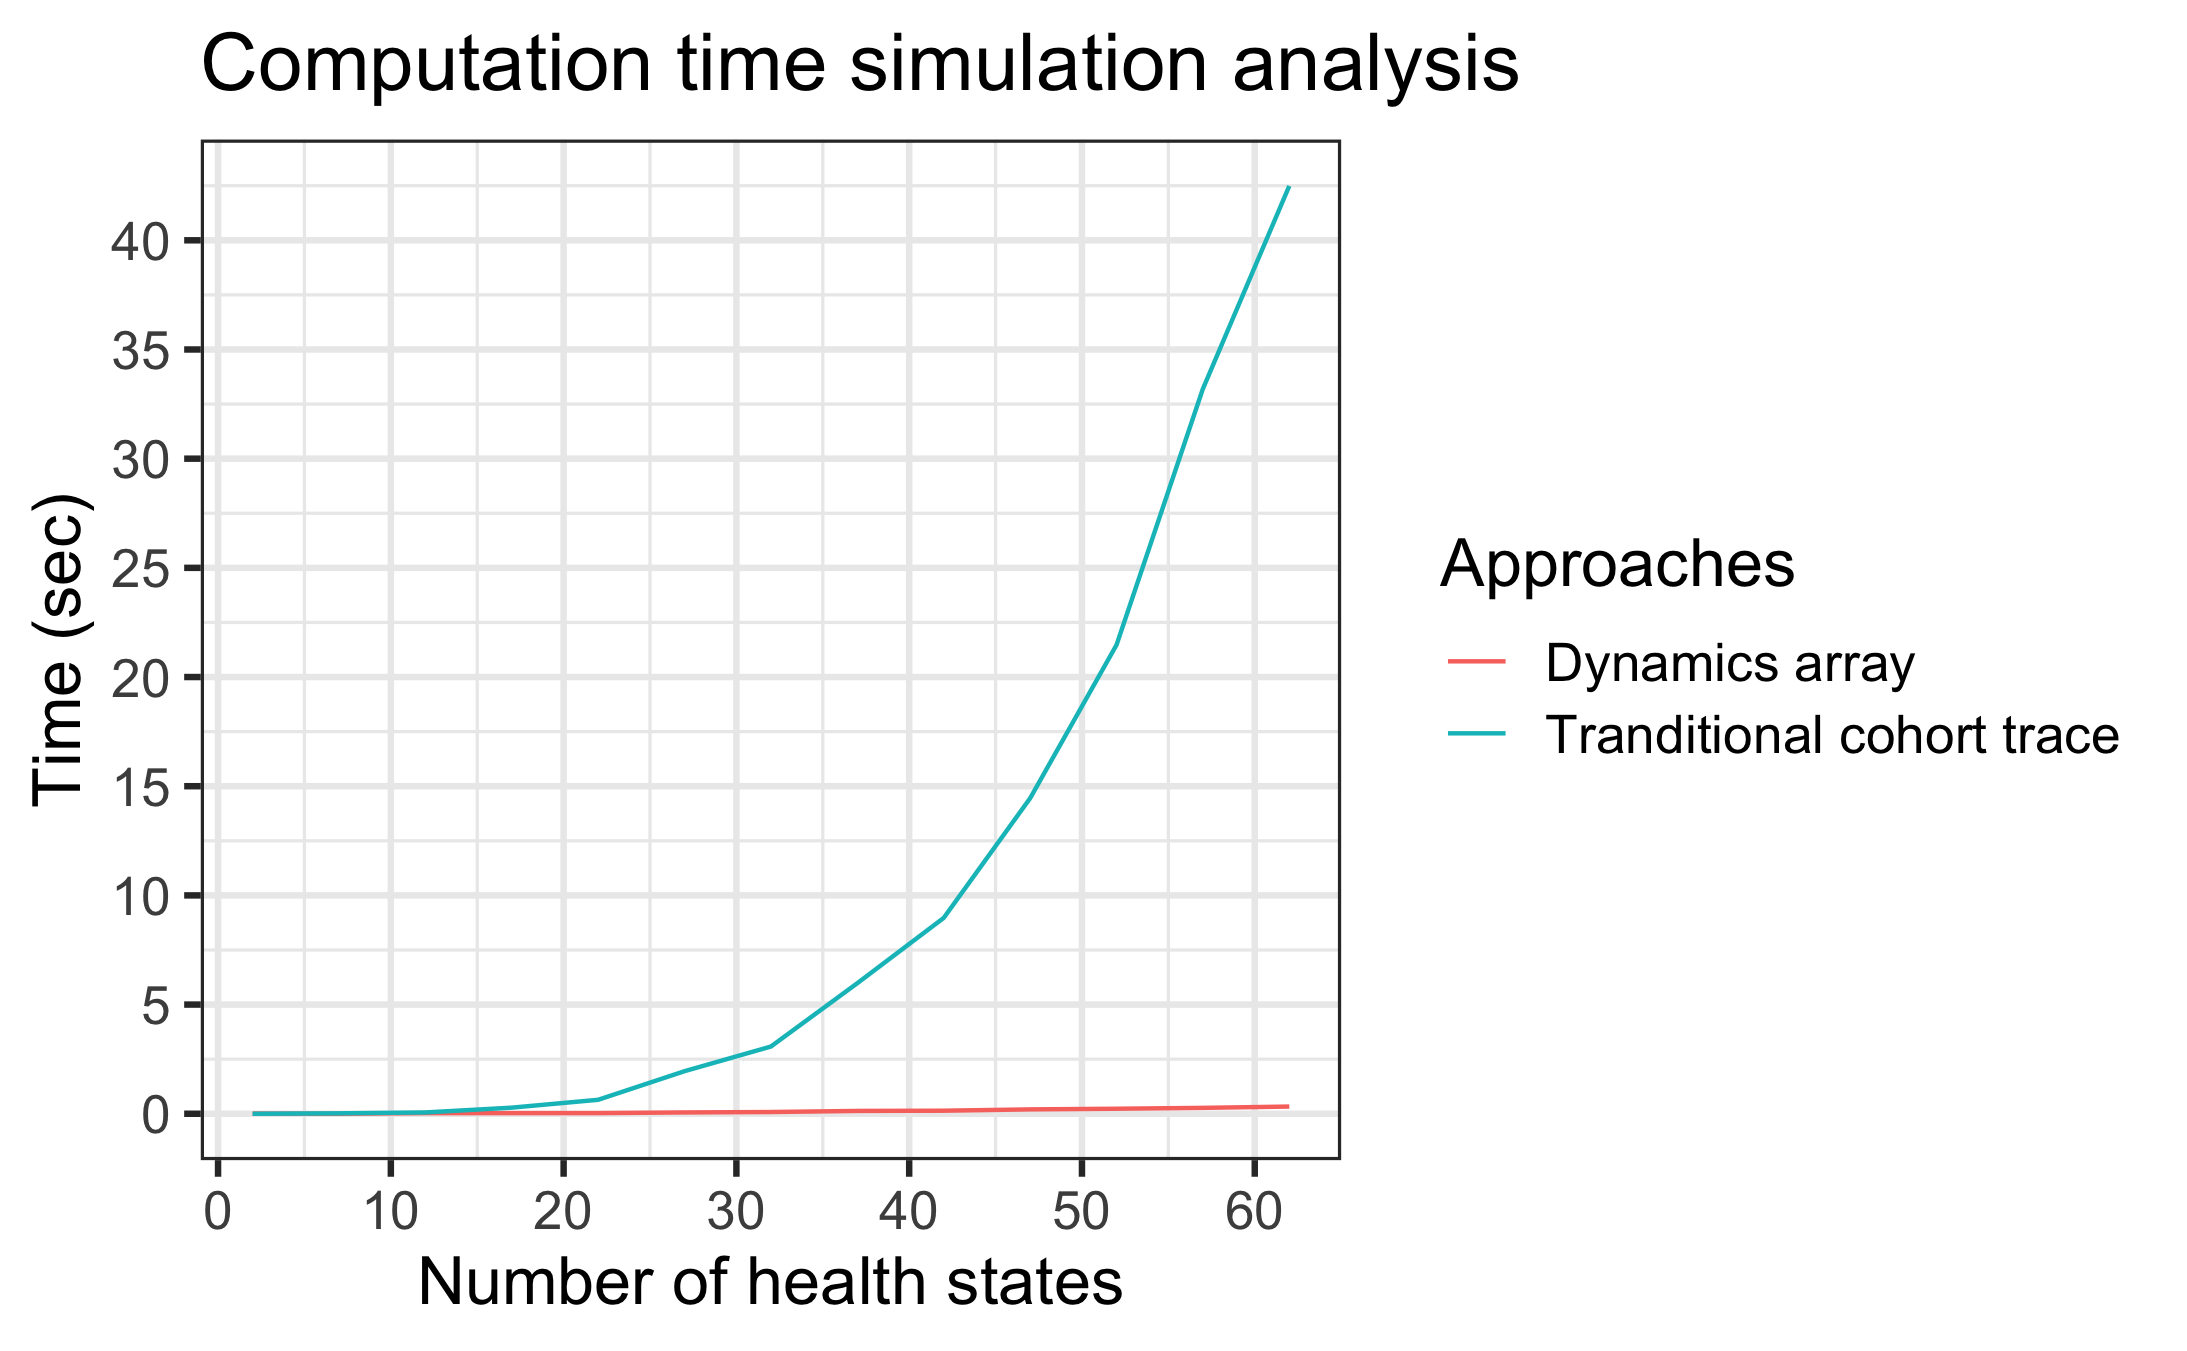 Computation time simulation analysis
40
35
30
25
20
15
10
5
0
Time (sec)
0 10 20 30 40 50 60
Number of health states
Approaches
Dynamics array
Tranditional cohort trace